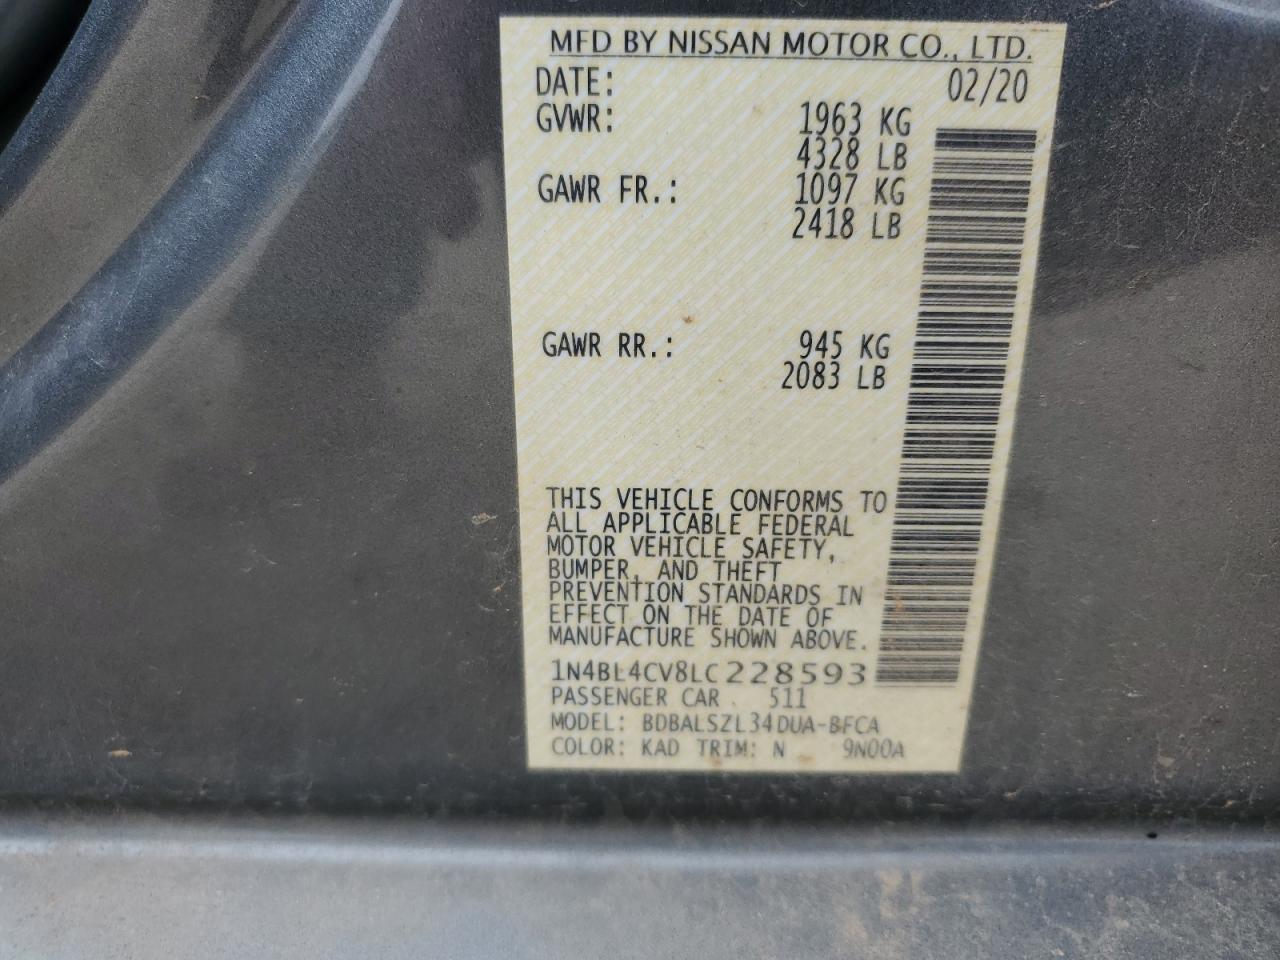 MFD BY NISSAN MOTOR CO., LTD.
DATE: 02/20
GVWR: 1963 KG
4328 LB
GAWR FR.: 1097 KG
2418 LB
GAWR RR.: 945 KG
2083 LB
THIS VEHICLE CONFORMS TO
ALL APPLICABLE FEDERAL
MOTOR VEHICLE SAFETY,
BUMPER, AND THEFT
PREVENTION STANDARDS IN
EFFECT ON THE DATE OF
MANUFACTURE SHOWN ABOVE.
1N4BL4CV8LC228593
PASSENGER CAR 511
MODEL: BDBALSZL34DUA-BFCA
COLOR: KAD TRIM: N 9N00A